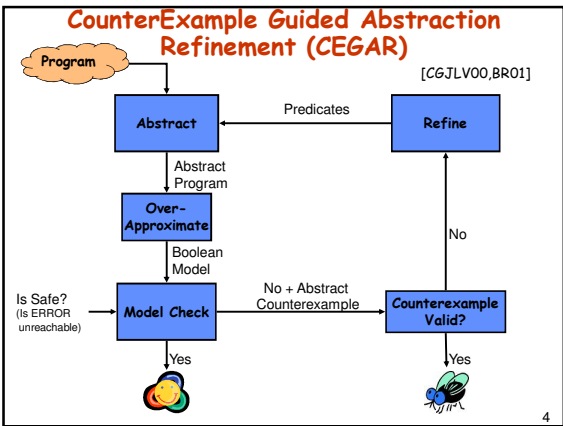 CounterExample Guided Abstraction
Refinement (CEGAR)
Program
[CGJLV00,BR01]
Predicates
Abstract
Refine
Abstract
Program
Over-
Approximate
No
Boolean
Model
Is Safe?
(Is ERROR
unreachable)
Model Check
No + Abstract
Counterexample
Counterexample
Valid?
Yes
Yes
4